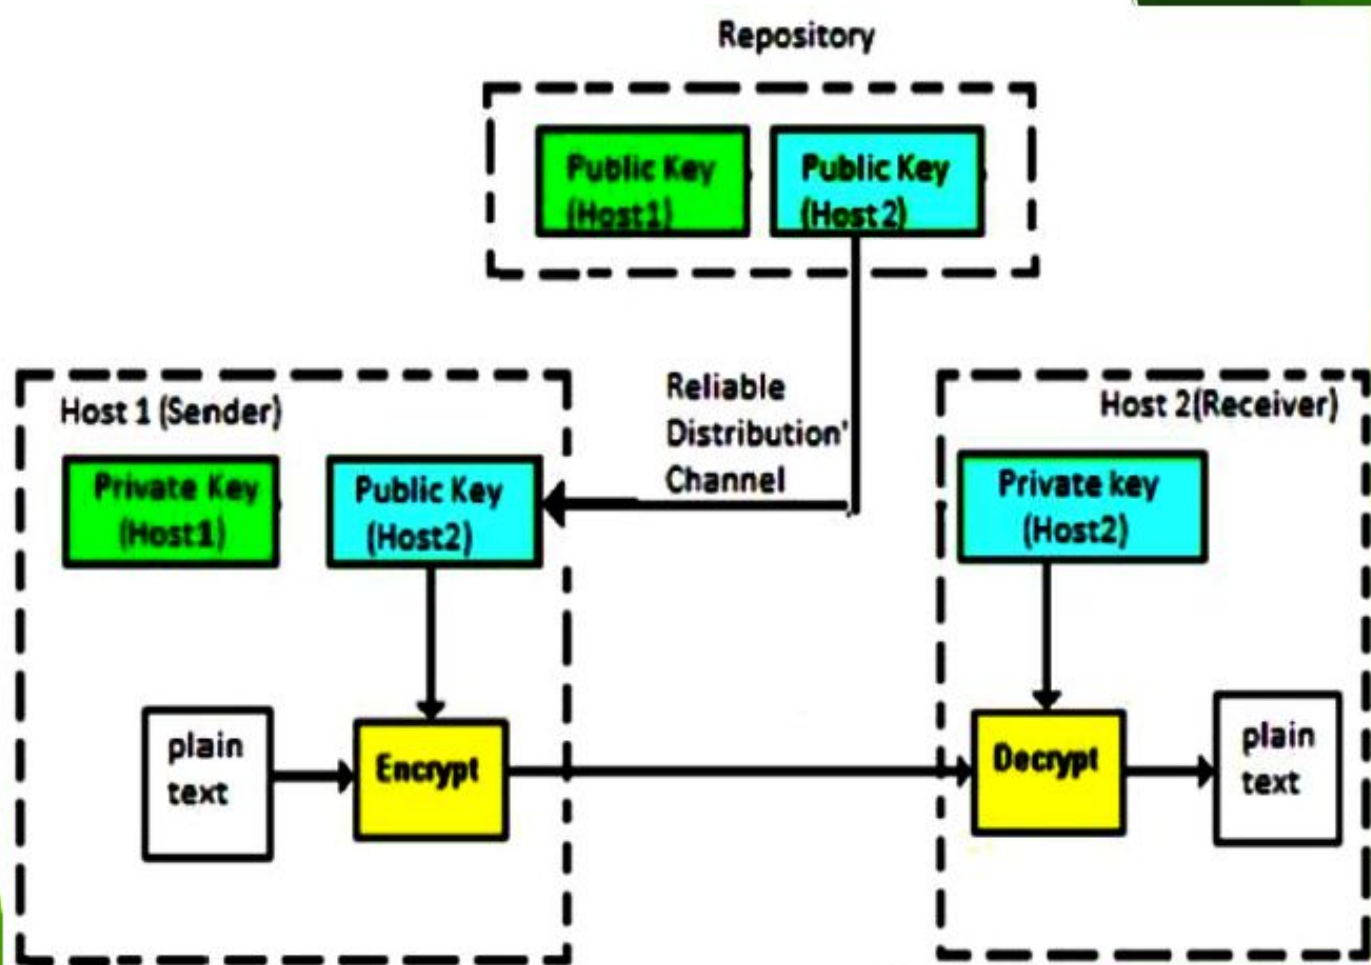 Repository
Public Key
(Host1)
Public Key
(Host2)
Reliable
Distribution'
Channel
Host 1 (Sender)
Private Key
(Host1)
Public Key
(Host2)
plain
text
Encrypt
Host 2(Receiver)
Private key
(Host2)
Decrypt
plain
text